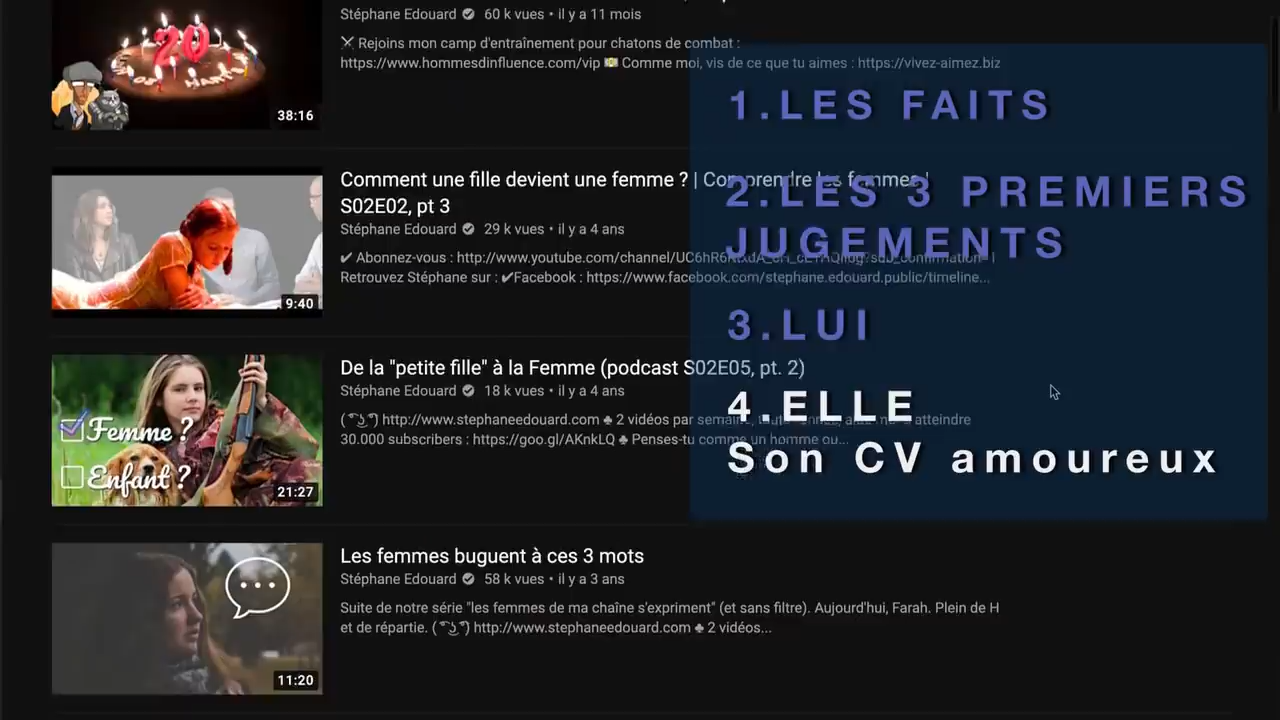 Stéphane Edouard 60 k vues • il y a 11 mois
⚔ Rejoins mon camp d'entraînement pour chatons de combat :
https://www.hommesdinfluence.com/vip 💴 Comme moi, vis de ce que tu aimes : https://vivez-aimez.biz
20
38:16
1.LES FAITS
2.LES 3 PREMIERS
JUGEMENTS
3.LUI
4.ELLE
Son CV amoureux
Comment une fille devient une femme ? | Comprendre les femmes !
S02E02, pt 3
Stéphane Edouard 29 k vues • il y a 4 ans
✔ Abonnez-vous : http://www.youtube.com/channel/
Retrouvez Stéphane sur : ✔Facebook : https://www.facebook.com/stephane.edouard.public/timeline...
9:40
De la "petite fille" à la Femme (podcast S02E05, pt. 2)
Stéphane Edouard 18 k vues • il y a 4 ans
( ͡° ͜ʖ ͡°) http://www.stephaneedouard.com ♣ 2 vidéos par semaine, atteindre
30.000 subscribers : https://goo.gl/AKnkLQ ♣ Penses-tu comme un homme ou...
Femme ?
Enfant ?
21:27
Les femmes buguent à ces 3 mots
Stéphane Edouard 58 k vues • il y a 3 ans
Suite de notre série "les femmes de ma chaîne s'expriment" (et sans filtre). Aujourd'hui, Farah. Plein de H
et de répartie. ( ͡° ͜ʖ ͡°) http://www.stephaneedouard.com ♣ 2 vidéos...
11:20